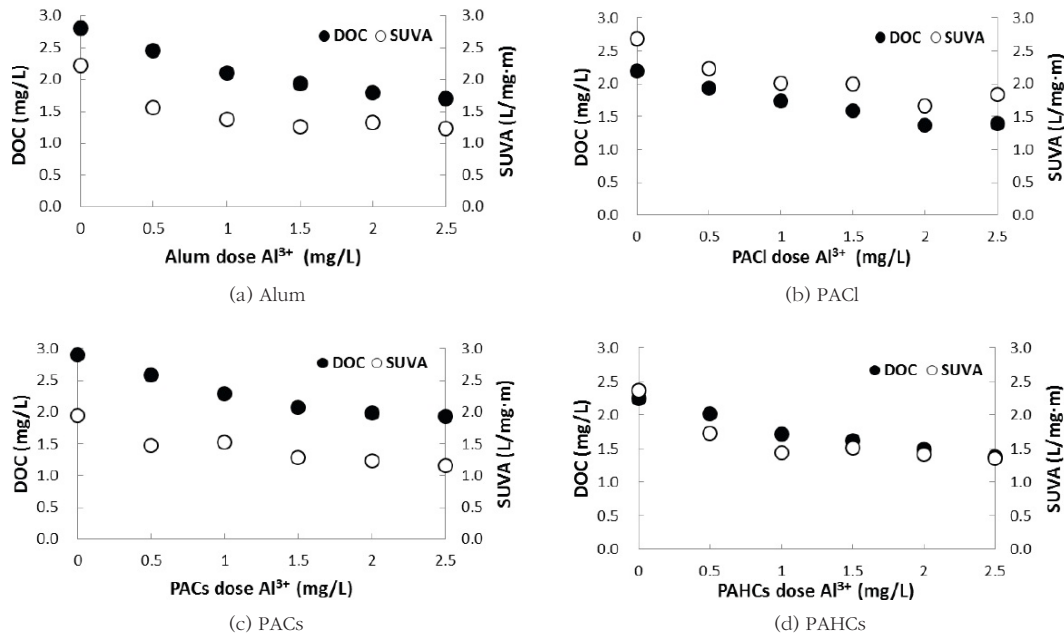 3.0 3.0
DOC SUVA
2.5 2.5
2.0 2.0
1.5 1.5
1.0 1.0
0.5 0.5
0.0 0.0
DOC (mg/L)
SUVA (L/mg·m)
0 0.5 1 1.5 2 2.5
Alum dose Al³⁺ (mg/L)
(a) Alum
3.0 3.0
DOC SUVA
2.5 2.5
2.0 2.0
1.5 1.5
1.0 1.0
0.5 0.5
0.0 0.0
DOC (mg/L)
SUVA (L/mg·m)
0 0.5 1 1.5 2 2.5
PACl dose Al³⁺ (mg/L)
(b) PACl
3.0 3.0
DOC SUVA
2.5 2.5
2.0 2.0
1.5 1.5
1.0 1.0
0.5 0.5
0.0 0.0
DOC (mg/L)
SUVA (L/mg·m)
0 0.5 1 1.5 2 2.5
PACs dose Al³⁺ (mg/L)
(c) PACs
3.0 3.0
DOC SUVA
2.5 2.5
2.0 2.0
1.5 1.5
1.0 1.0
0.5 0.5
0.0 0.0
DOC (mg/L)
SUVA (L/mg·m)
0 0.5 1 1.5 2 2.5
PAHCs dose Al³⁺ (mg/L)
(d) PAHCs